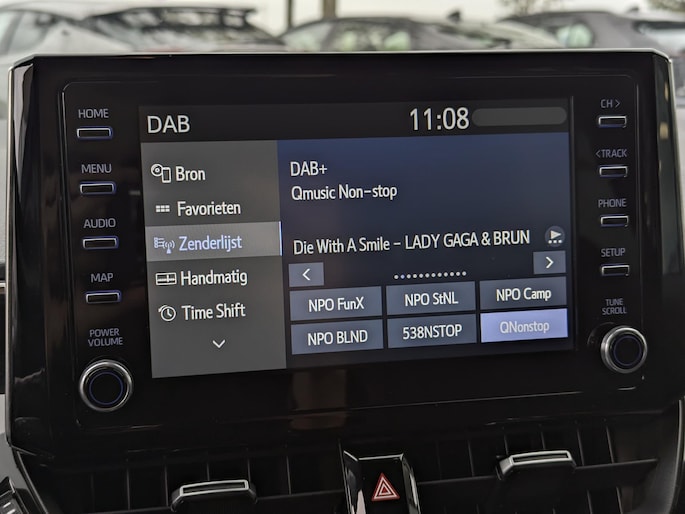 HOME
MENU
AUDIO
MAP
POWER
VOLUME
DAB
11:08
Bron
Favorieten
Zenderlijst
Handmatig
Time Shift
DAB+
Qmusic Non-stop
Die With A Smile – LADY GAGA & BRUN
NPO FunX NPO StNL NPO Camp
NPO BLND 538NSTOP QNonstop
CH >
< TRACK
PHONE
SETUP
TUNE
SCROLL